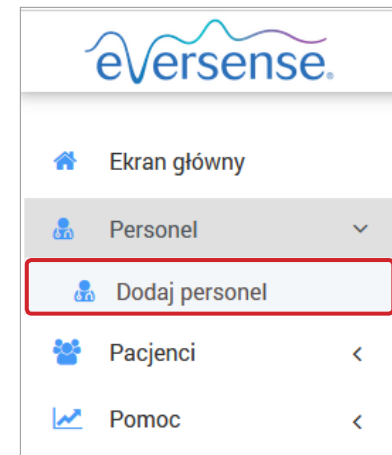 eversense®
Ekran główny
Personel
Dodaj personel
Pacjenci
Pomoc